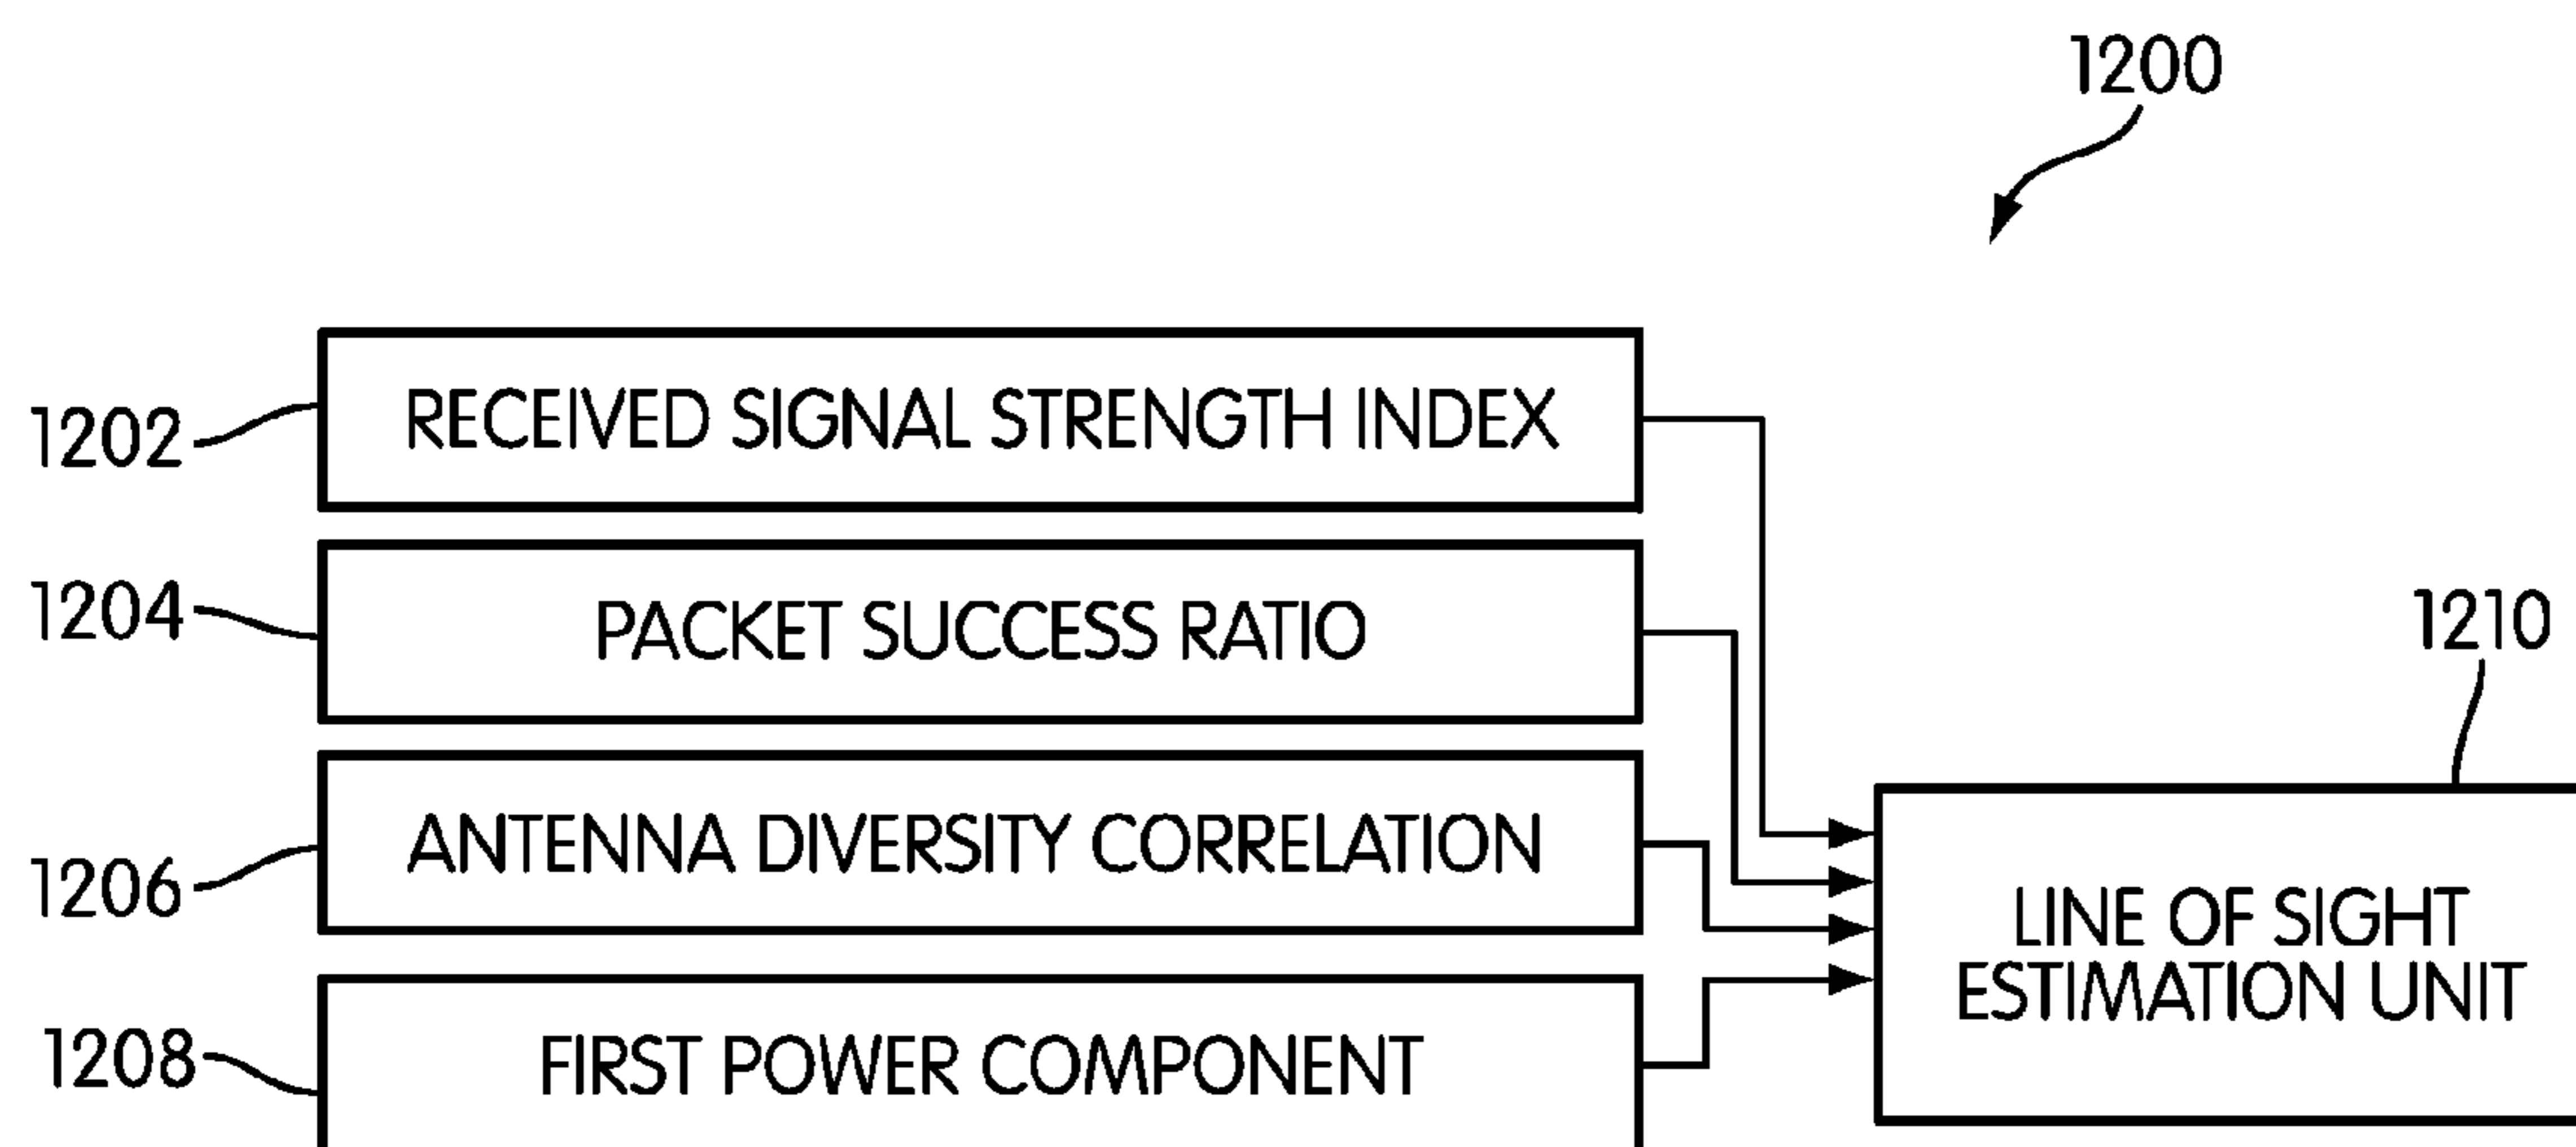 1200
1202
RECEIVED SIGNAL STRENGTH INDEX
1204
PACKET SUCCESS RATIO
1206
ANTENNA DIVERSITY CORRELATION
1208
FIRST POWER COMPONENT
1210
LINE OF SIGHT
ESTIMATION UNIT